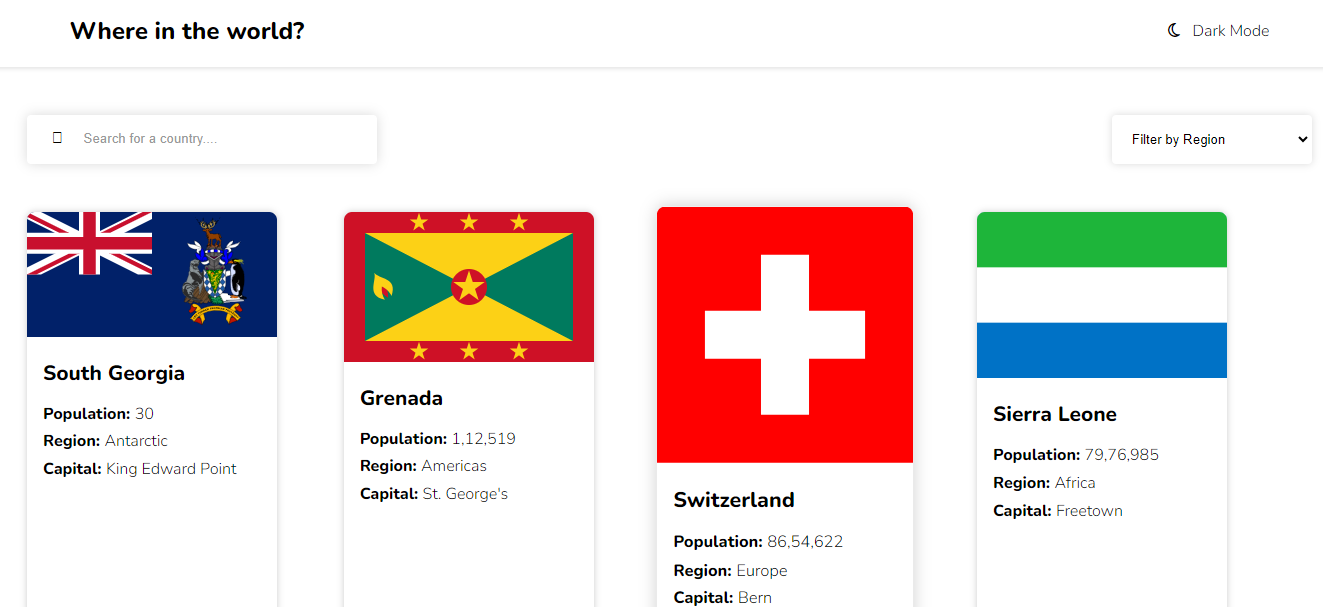 Where in the world?
Dark Mode
Search for a country....
Filter by Region
South Georgia
Population: 30
Region: Antarctic
Capital: King Edward Point
Grenada
Population: 1,12,519
Region: Americas
Capital: St. George's
Switzerland
Population: 86,54,622
Region: Europe
Capital: Bern
Sierra Leone
Population: 79,76,985
Region: Africa
Capital: Freetown